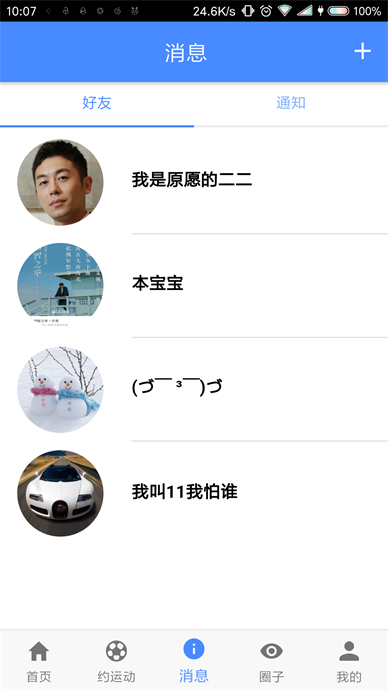 10:07
24.6K/s
100%
消息
+
好友
通知
我是原愿的二二
本宝宝
(づ￣ ³￣)づ
我叫11我怕谁
首页
约运动
消息
圈子
我的